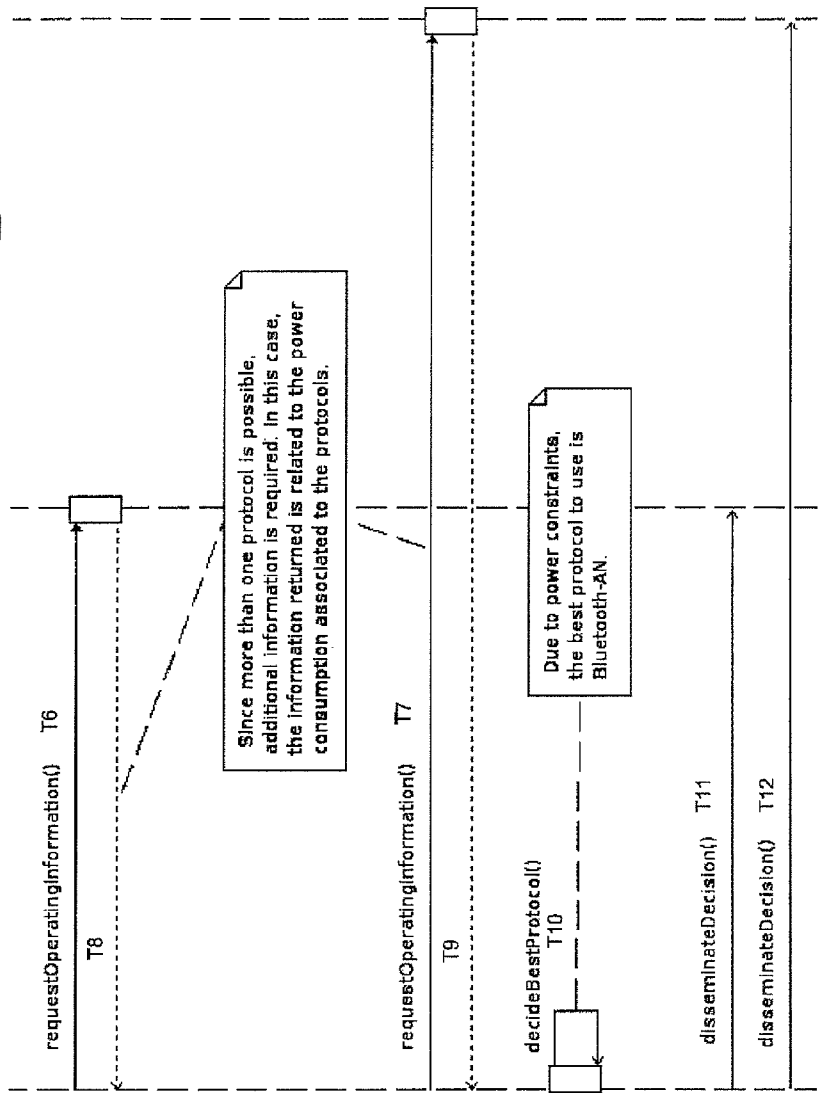 requestOperatingInformation() T6
T8
Since more than one protocol is possible,
additional information is required. In this case,
the information returned is related to the power
consumption associated to the protocols.
requestOperatingInformation() T7
T9
decideBestProtocol()
T10
Due to power constraints,
the best protocol to use is
Bluetooth-AN.
disseminateDecision() T11
disseminateDecision() T12